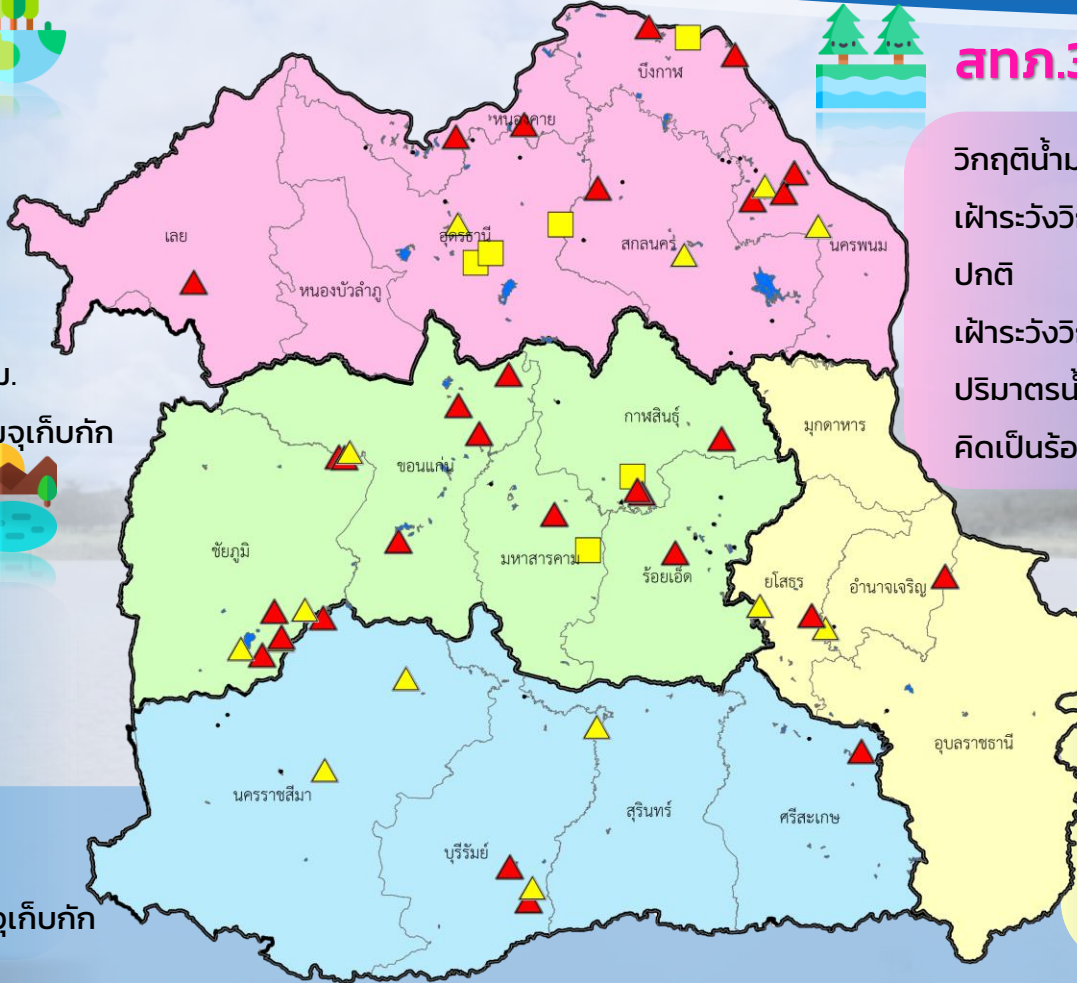 สทภ.3
วิกฤติน้ำม
เฝ้าระวังวิ
ปกติ
เฝ้าระวังวิ
ปริมาตรน้
คิดเป็นร้อ
ม.
จุเก็บกัก
จุเก็บกัก
บึงกาฬ
หนองคาย
เลย
อุดรธานี
สกลนคร
นครพนม
หนองบัวลำภู
กาฬสินธุ์
มุกดาหาร
ขอนแก่น
ชัยภูมิ
มหาสารคาม
ร้อยเอ็ด
ยโสธร
อำนาจเจริญ
อุบลราชธานี
นครราชสีมา
บุรีรัมย์
สุรินทร์
ศรีสะเกษ